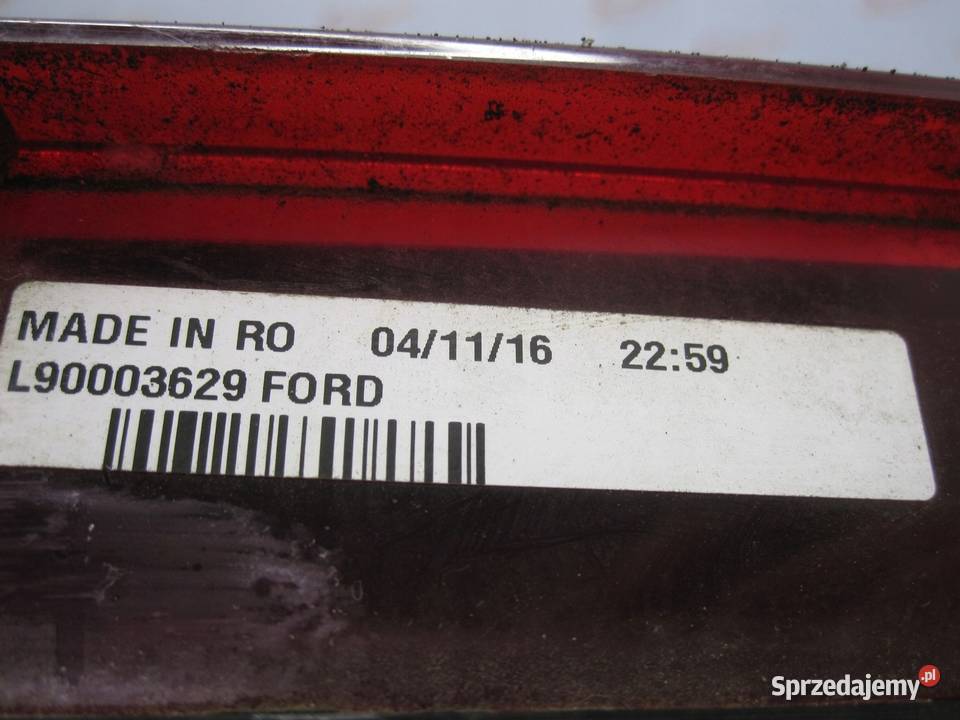 MADE IN RO 04/11/16 22:59
L90003629 FORD
Sprzedajemy.pl